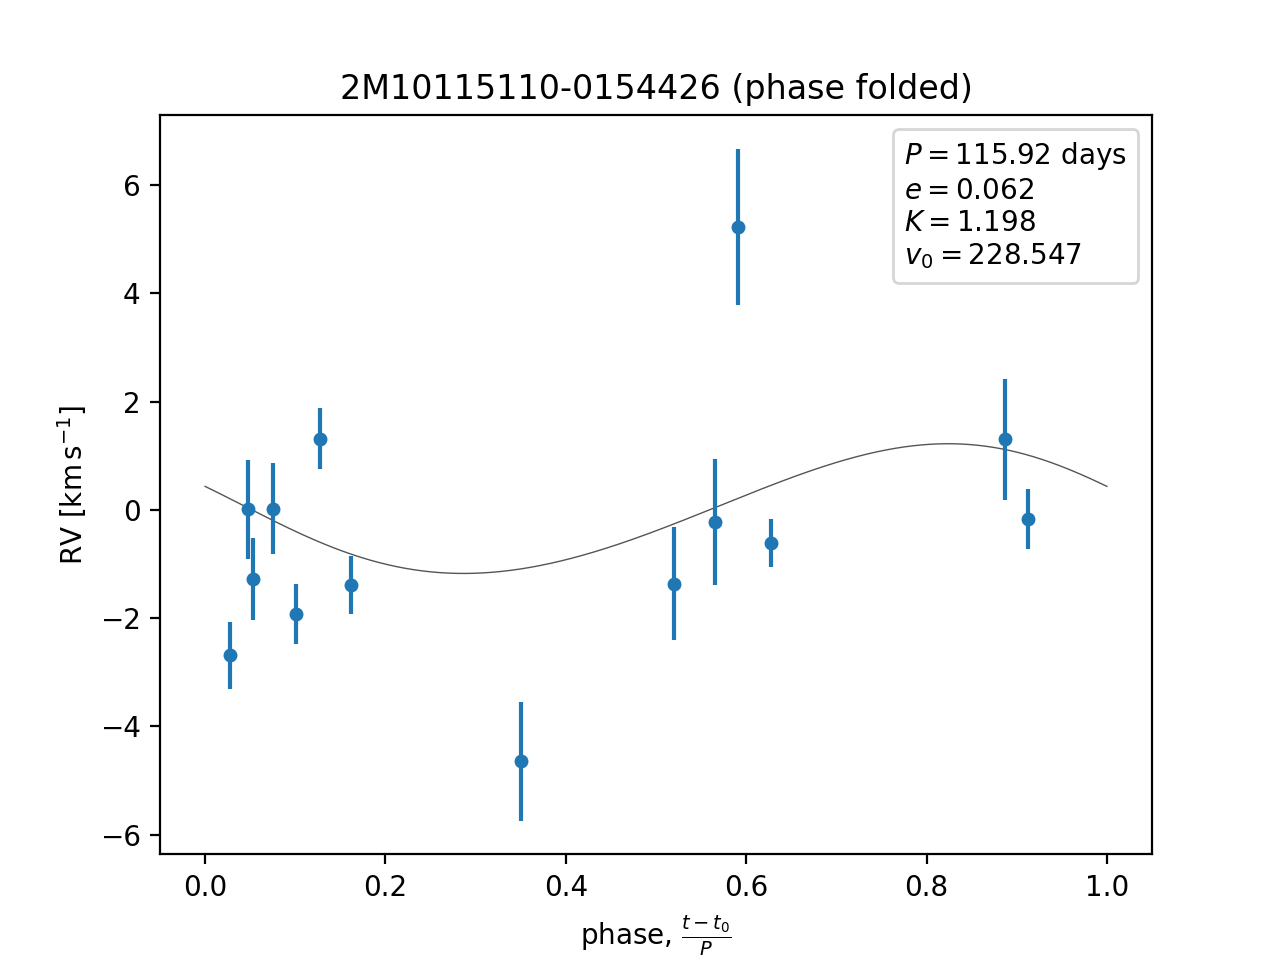 2M10115110-0154426 (phase folded)
P = 115.92 days
e = 0.062
K = 1.198
v₀ = 228.547
6
4
2
0
−2
−4
−6
RV [km s⁻¹]
0.0 0.2 0.4 0.6 0.8 1.0
phase, (t − t₀)/P